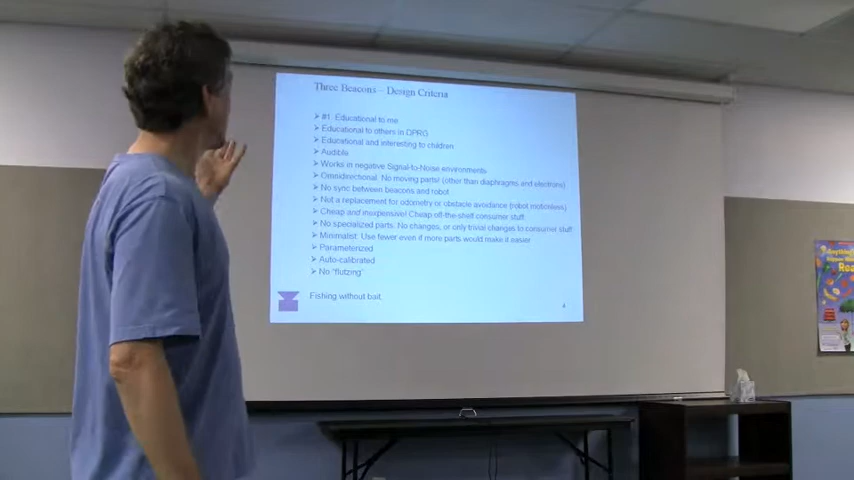 Three Beacons – Design Criteria
➢ #1 Educational to me
➢ Educational to others in DPRG
➢ Educational and interesting to children
➢ Audible
➢ Works in negative Signal-to-Noise environments
➢ Omnidirectional. No moving parts! (other than diaphragms and electrons)
➢ No sync between beacons and robot
➢ Not a replacement for odometry or obstacle avoidance (robot motionless)
➢ Cheap and inexpensive! Cheap off-the-shelf consumer stuff
➢ No specialized parts. No changes, or only trivial changes to consumer stuff
➢ Minimalist. Use fewer even if more parts would make it easier
➢ Parameterized
➢ Auto-calibrated
➢ No "flutzing"
Fishing without bait.